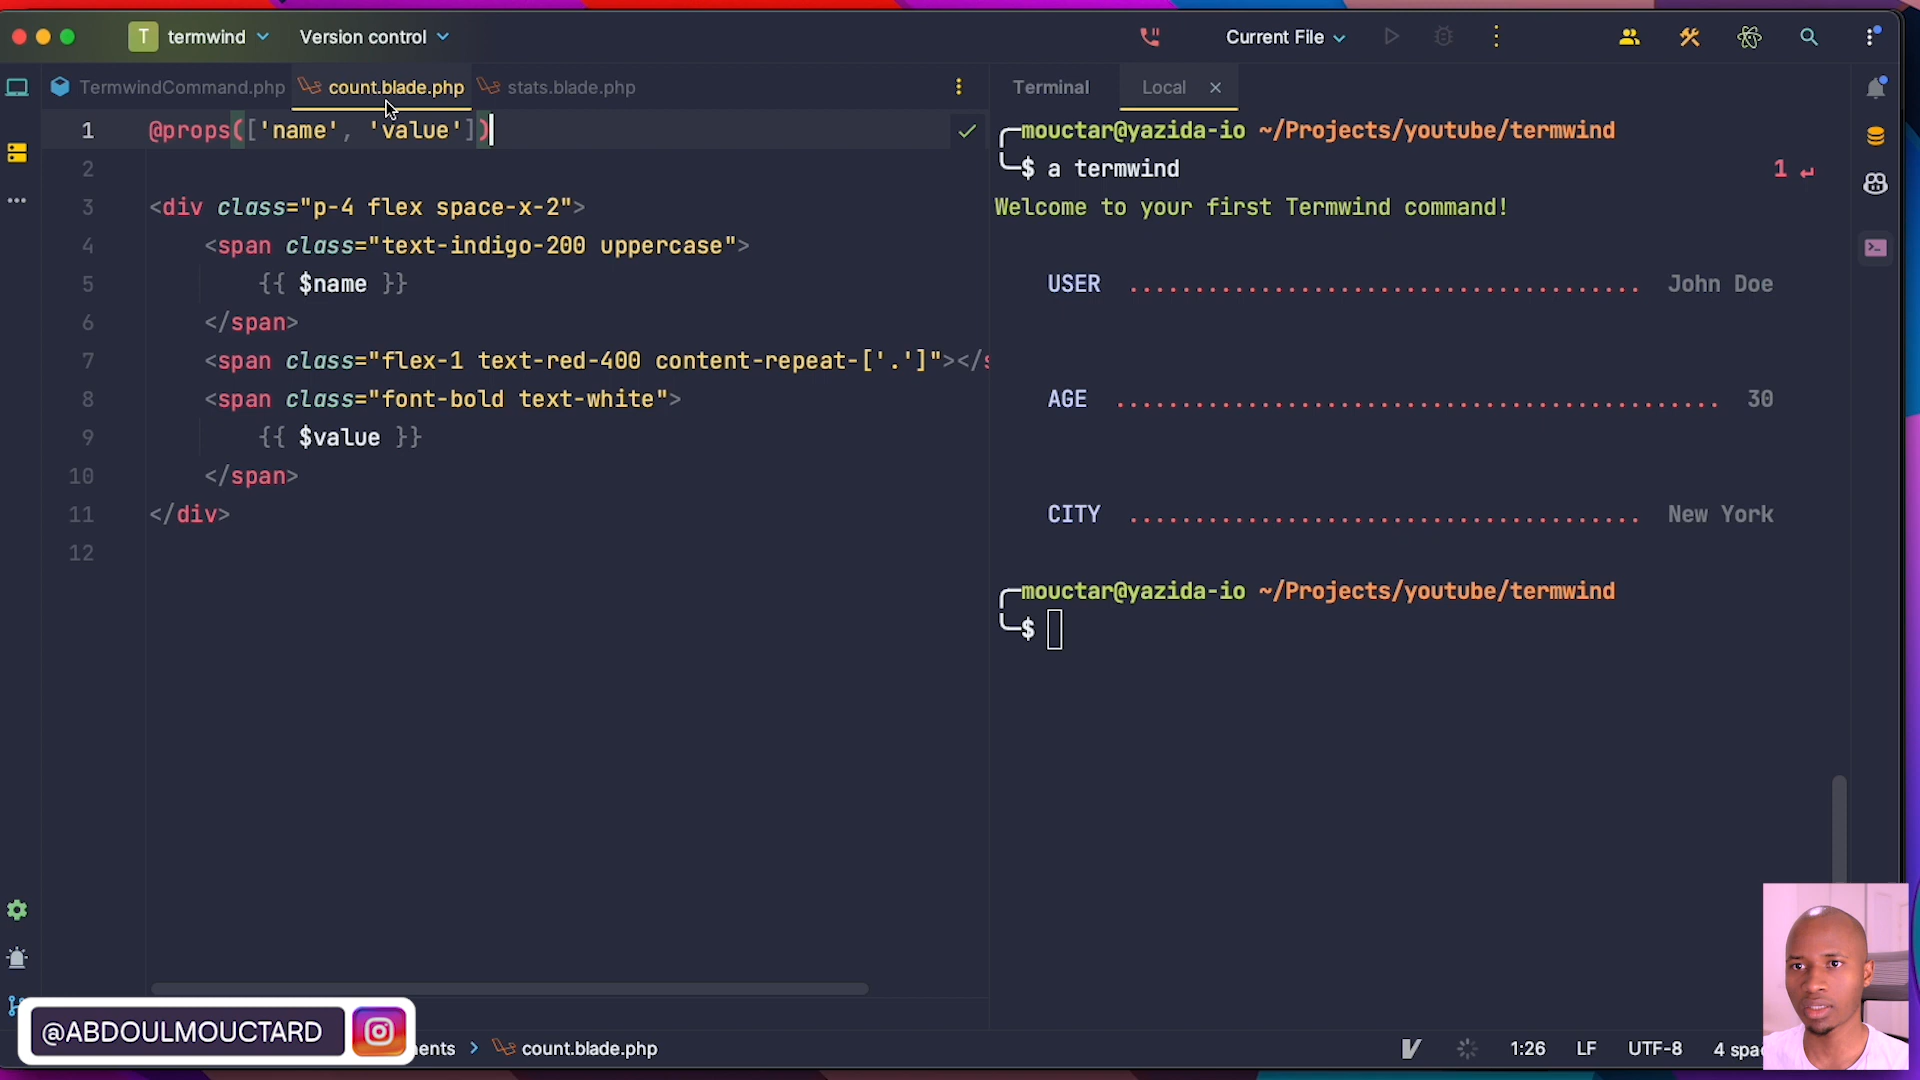 T termwind Version control Current File
TermwindCommand.php count.blade.php stats.blade.php
1 @props(['name', 'value'])
2
3 <div class="p-4 flex space-x-2">
4 <span class="text-indigo-200 uppercase">
5 {{ $name }}
6 </span>
7 <span class="flex-1 text-red-400 content-repeat-['.']"></s
8 <span class="font-bold text-white">
9 {{ $value }}
10 </span>
11 </div>
12
Terminal Local
mouctar@yazida-io ~/Projects/youtube/termwind
$ a termwind 1 ↵
Welcome to your first Termwind command!
USER ....................................... John Doe
AGE .............................................. 30
CITY ....................................... New York
mouctar@yazida-io ~/Projects/youtube/termwind
$
@ABDOULMOUCTARD
nents > count.blade.php 1:26 LF UTF-8 4 spac